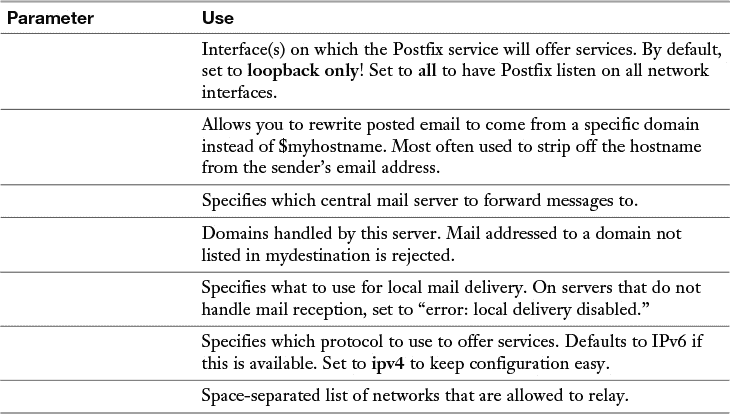 Parameter Use
Interface(s) on which the Postfix service will offer services. By default,
set to loopback only! Set to all to have Postfix listen on all network
interfaces.
Allows you to rewrite posted email to come from a specific domain
instead of $myhostname. Most often used to strip off the hostname
from the sender’s email address.
Specifies which central mail server to forward messages to.
Domains handled by this server. Mail addressed to a domain not
listed in mydestination is rejected.
Specifies what to use for local mail delivery. On servers that do not
handle mail reception, set to “error: local delivery disabled.”
Specifies which protocol to use to offer services. Defaults to IPv6 if
this is available. Set to ipv4 to keep configuration easy.
Space-separated list of networks that are allowed to relay.